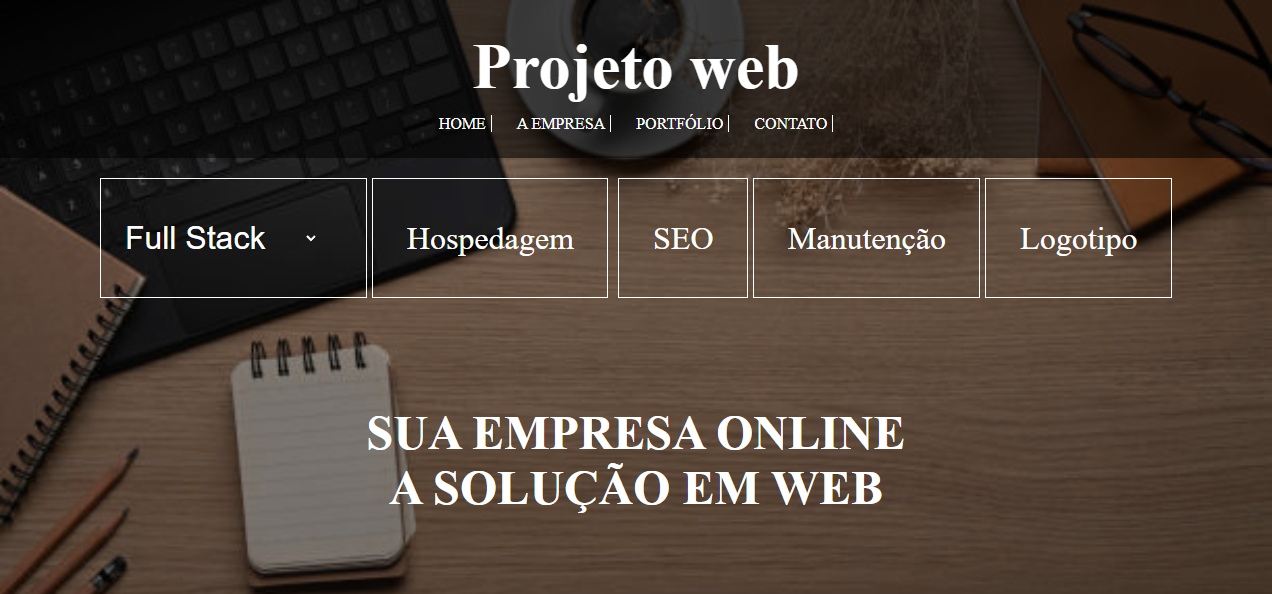 Projeto web
HOME | A EMPRESA | PORTFÓLIO | CONTATO |
Full Stack Hospedagem SEO Manutenção Logotipo
SUA EMPRESA ONLINE
A SOLUÇÃO EM WEB